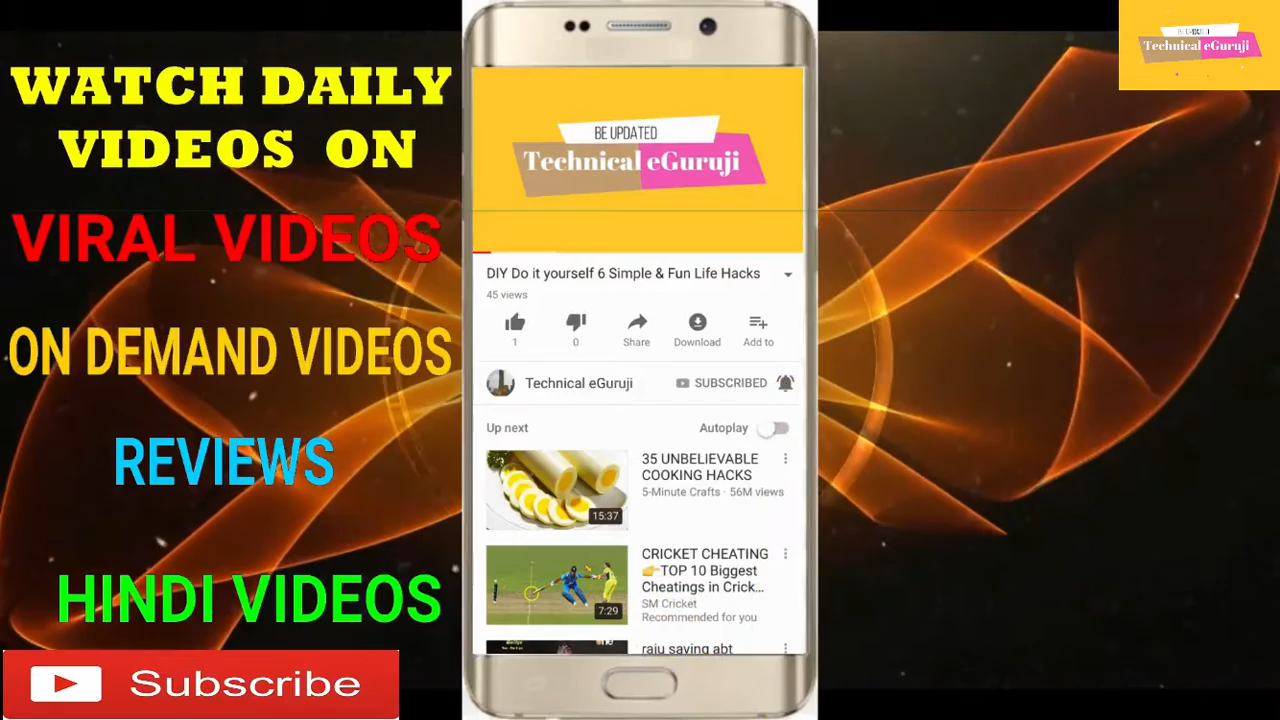 WATCH DAILY
VIDEOS ON
VIRAL VIDEOS
ON DEMAND VIDEOS
REVIEWS
HINDI VIDEOS
Subscribe
BE UPDATED
Technical eGuruji
DIY Do it yourself 6 Simple & Fun Life Hacks
45 views
1
0
Share
Download
Add to
Technical eGuruji
SUBSCRIBED
Up next
Autoplay
35 UNBELIEVABLE
COOKING HACKS
5-Minute Crafts · 56M views
15:37
CRICKET CHEATING
👉TOP 10 Biggest
Cheatings in Crick...
SM Cricket
Recommended for you
7:29
raju saying abt
BE UPDATED
Technical eGuruji